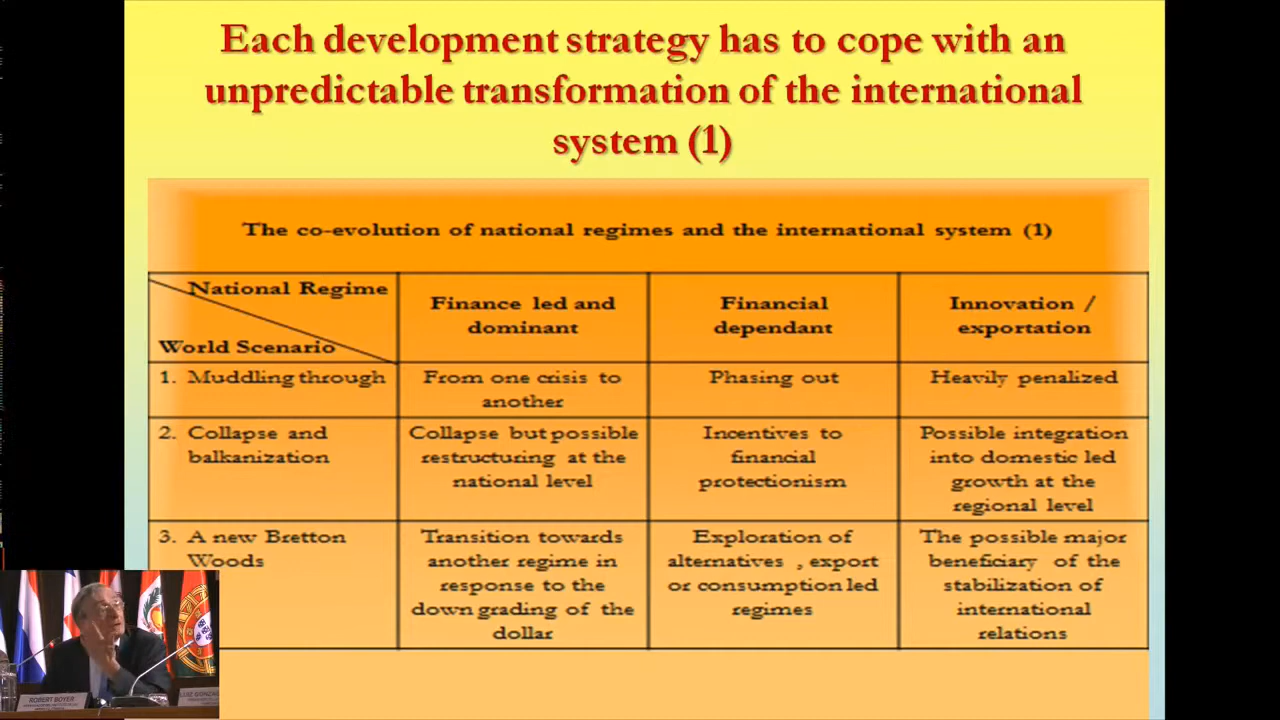 Each development strategy has to cope with an
unpredictable transformation of the international
system (1)
The co-evolution of national regimes and the international system (1)
National Regime
World Scenario
Finance led and
dominant
Financial
dependant
Innovation /
exportation
1. Muddling through
From one crisis to
another
Phasing out
Heavily penalized
2. Collapse and
balkanization
Collapse but possible
restructuring at the
national level
Incentives to
financial
protectionism
Possible integration
into domestic led
growth at the
regional level
3. A new Bretton
Woods
Transition towards
another regime in
response to the
down grading of the
dollar
Exploration of
alternatives , export
or consumption led
regimes
The possible major
beneficiary of the
stabilization of
international
relations
ROBERT BOYER
LUIZ